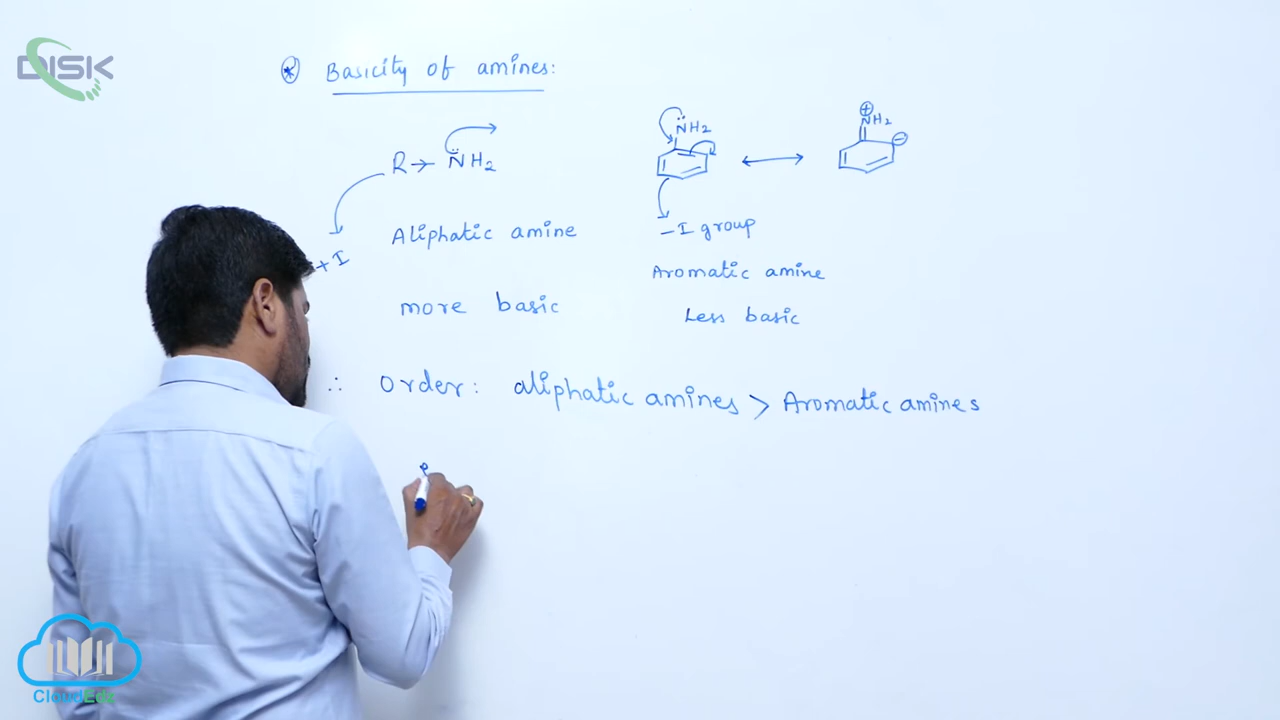 DISK
Basicity of amines:
R → N̈H2
N̈H2
⊕
NH2
⊖
+I
Aliphatic amine
-I group
Aromatic amine
more basic
Less basic
∴ Order: aliphatic amines > Aromatic amines
CloudEdz